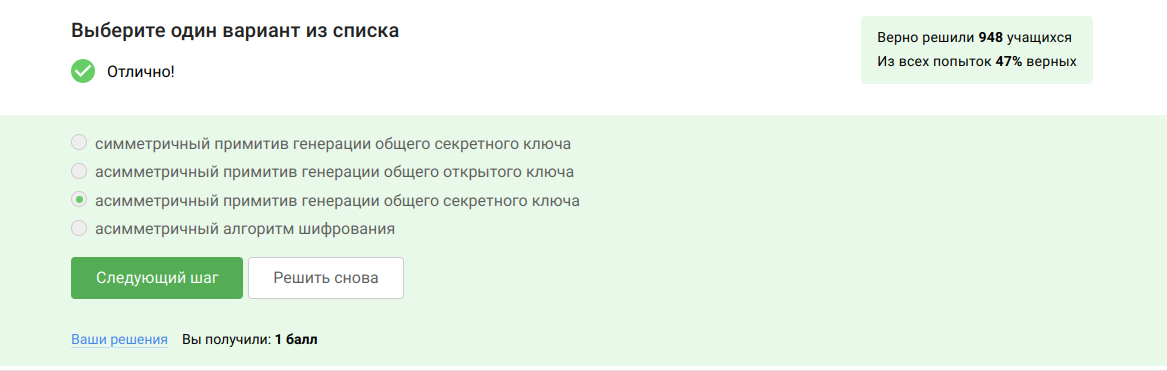 Выберите один вариант из списка
Отлично!
Верно решили 948 учащихся
Из всех попыток 47% верных
симметричный примитив генерации общего секретного ключа
асимметричный примитив генерации общего открытого ключа
асимметричный примитив генерации общего секретного ключа
асимметричный алгоритм шифрования
Следующий шаг
Решить снова
Ваши решения Вы получили: 1 балл